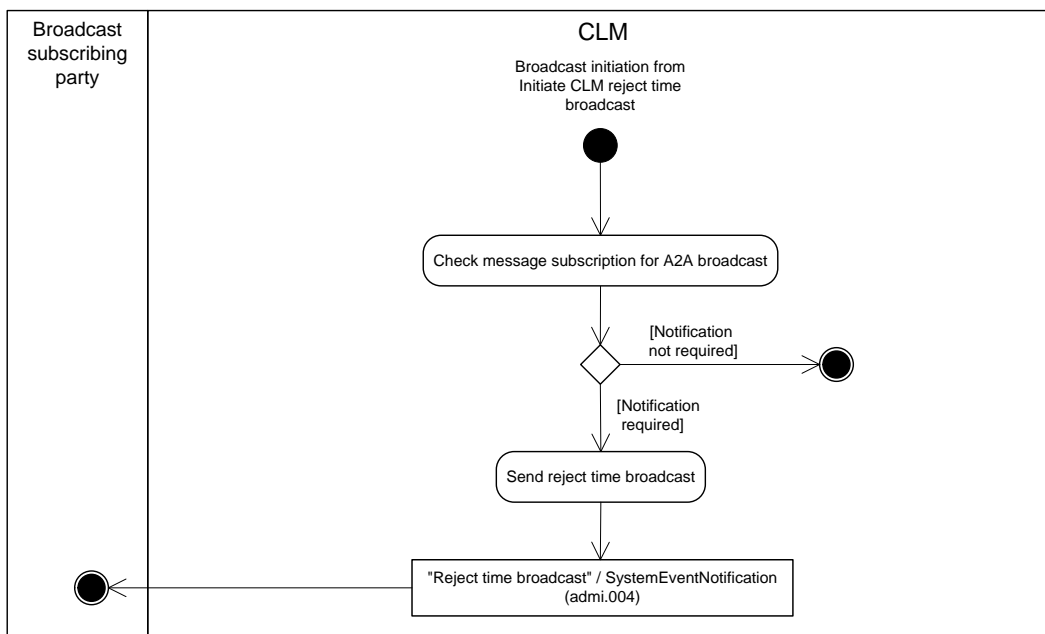 Broadcast
subscribing
party
CLM
Broadcast initiation from
Initiate CLM reject time
broadcast
Check message subscription for A2A broadcast
[Notification
not required]
[Notification
required]
Send reject time broadcast
"Reject time broadcast" / SystemEventNotification
(admi.004)